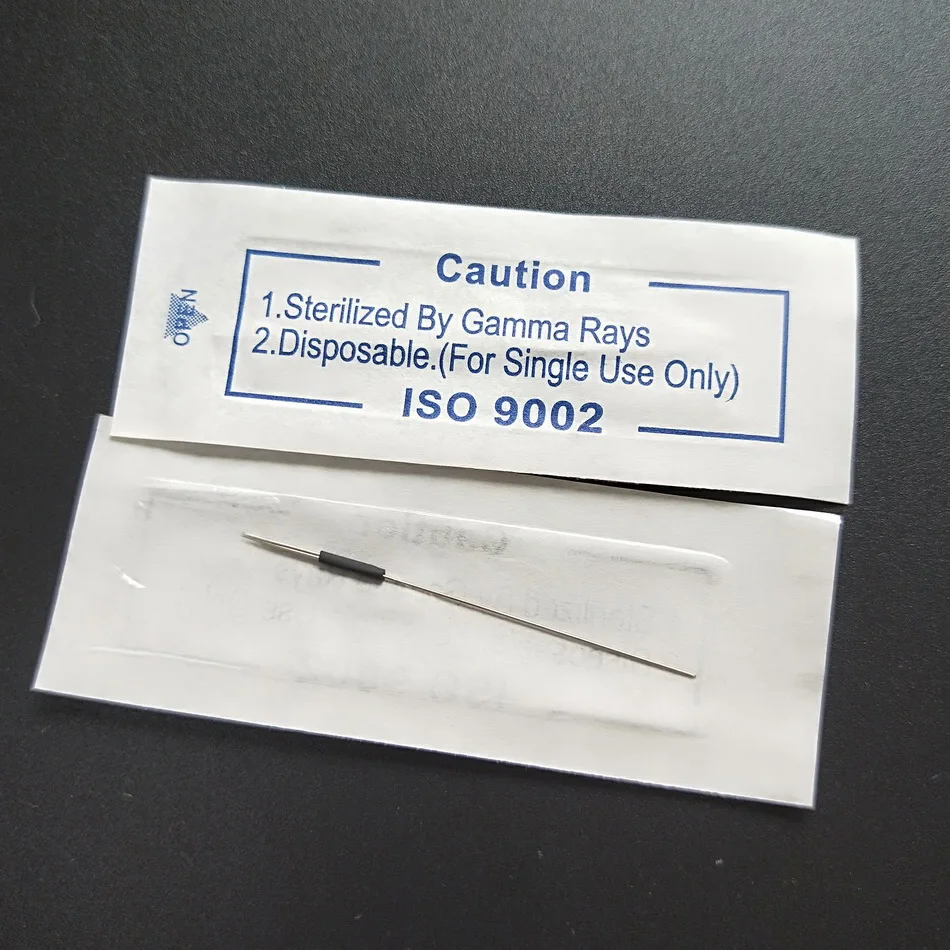 Caution
1.Sterilized By Gamma Rays
2.Disposable.(For Single Use Only)
ISO 9002
OPEN